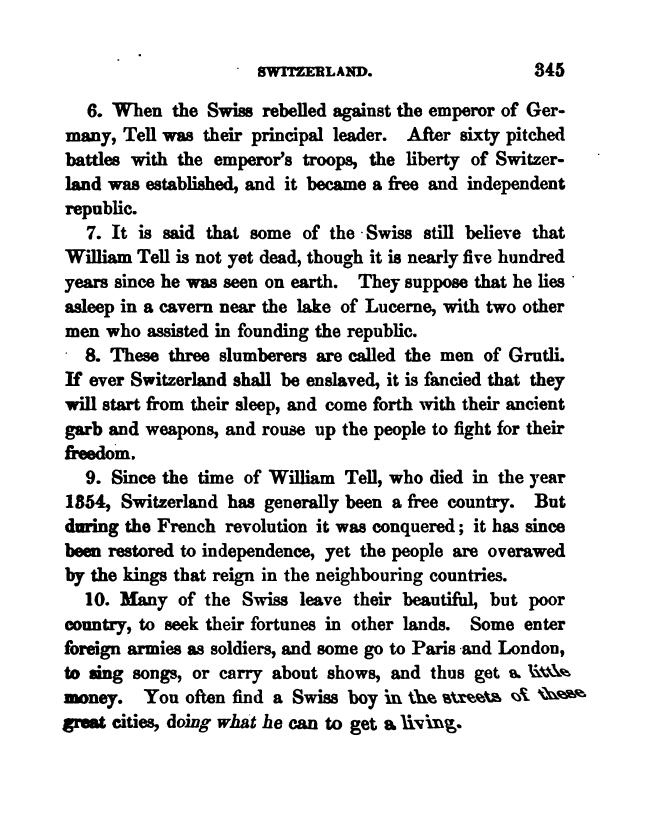 SWITZERLAND. 345
6. When the Swiss rebelled against the emperor of Ger-
many, Tell was their principal leader. After sixty pitched
battles with the emperor's troops, the liberty of Switzer-
land was established, and it became a free and independent
republic.
7. It is said that some of the Swiss still believe that
William Tell is not yet dead, though it is nearly five hundred
years since he was seen on earth. They suppose that he lies
asleep in a cavern near the lake of Lucerne, with two other
men who assisted in founding the republic.
8. These three slumberers are called the men of Grutli.
If ever Switzerland shall be enslaved, it is fancied that they
will start from their sleep, and come forth with their ancient
garb and weapons, and rouse up the people to fight for their
freedom.
9. Since the time of William Tell, who died in the year
1354, Switzerland has generally been a free country. But
during the French revolution it was conquered; it has since
been restored to independence, yet the people are overawed
by the kings that reign in the neighbouring countries.
10. Many of the Swiss leave their beautiful, but poor
country, to seek their fortunes in other lands. Some enter
foreign armies as soldiers, and some go to Paris and London,
to sing songs, or carry about shows, and thus get a little
money. You often find a Swiss boy in the streets of these
great cities, doing what he can to get a living.